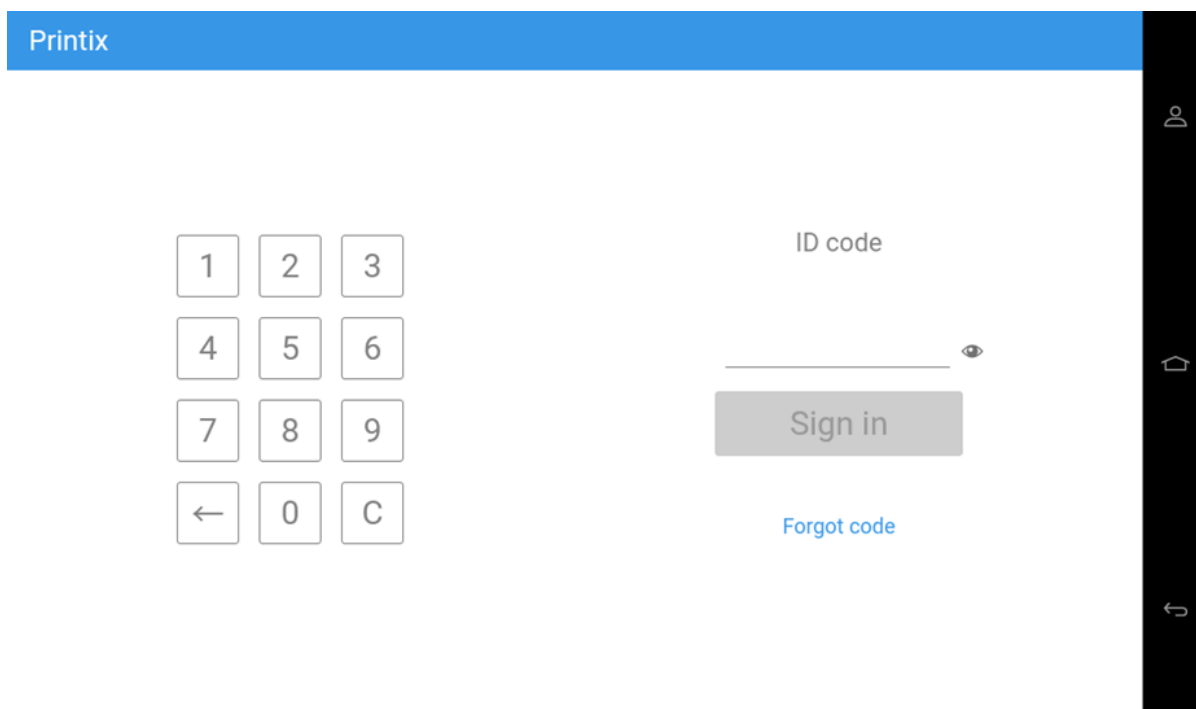 Printix
1 2 3
4 5 6
7 8 9
← 0 C
ID code
Sign in
Forgot code